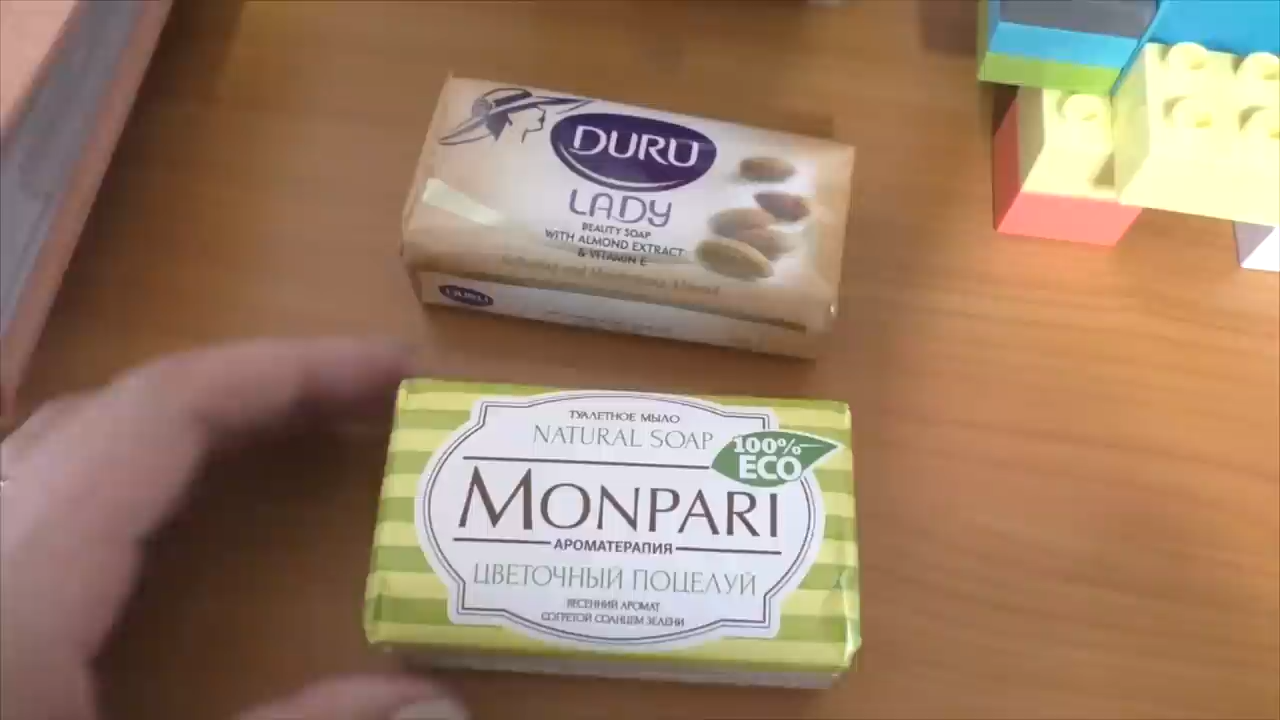 DURU
LADY
BEAUTY SOAP
WITH ALMOND EXTRACT
& VITAMIN E
DURU
ТУАЛЕТНОЕ МЫЛО
NATURAL SOAP
100%
ECO
MONPARI
АРОМАТЕРАПИЯ
ЦВЕТОЧНЫЙ ПОЦЕЛУЙ
ВЕСЕННИЙ АРОМАТ
СОГРЕТОЙ СОЛНЦЕМ ЗЕЛЕНИ